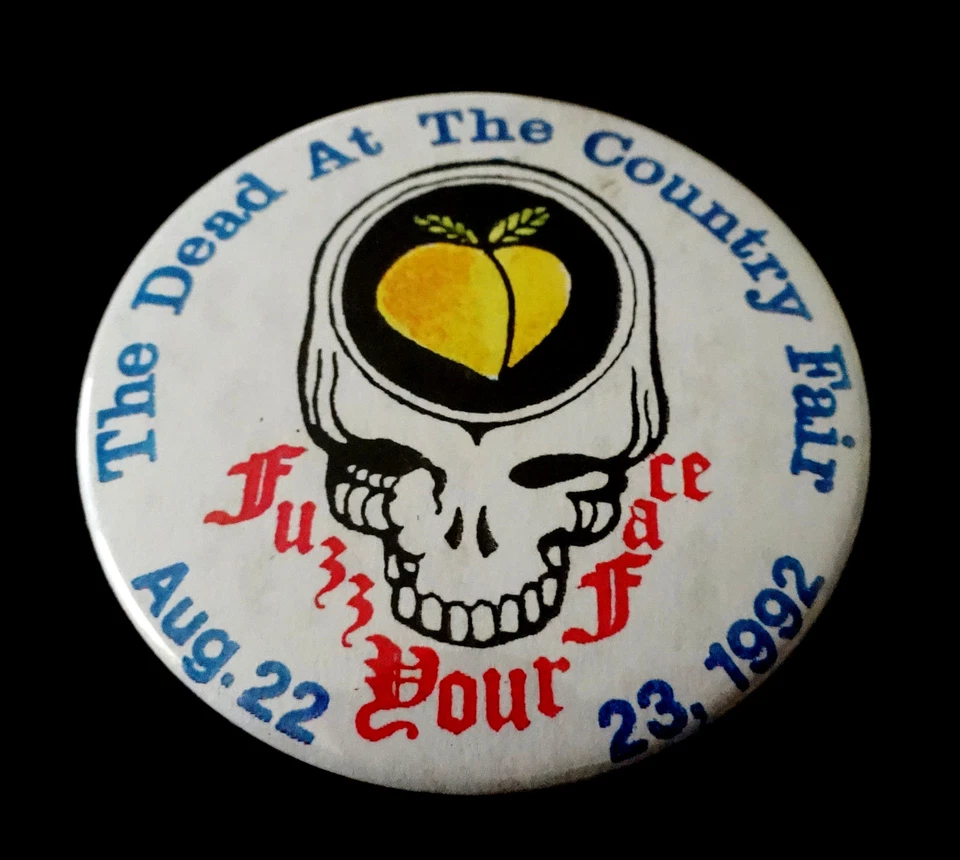 The Dead At The Country Fair
Fuzz Your Face
Aug. 22 23, 1992